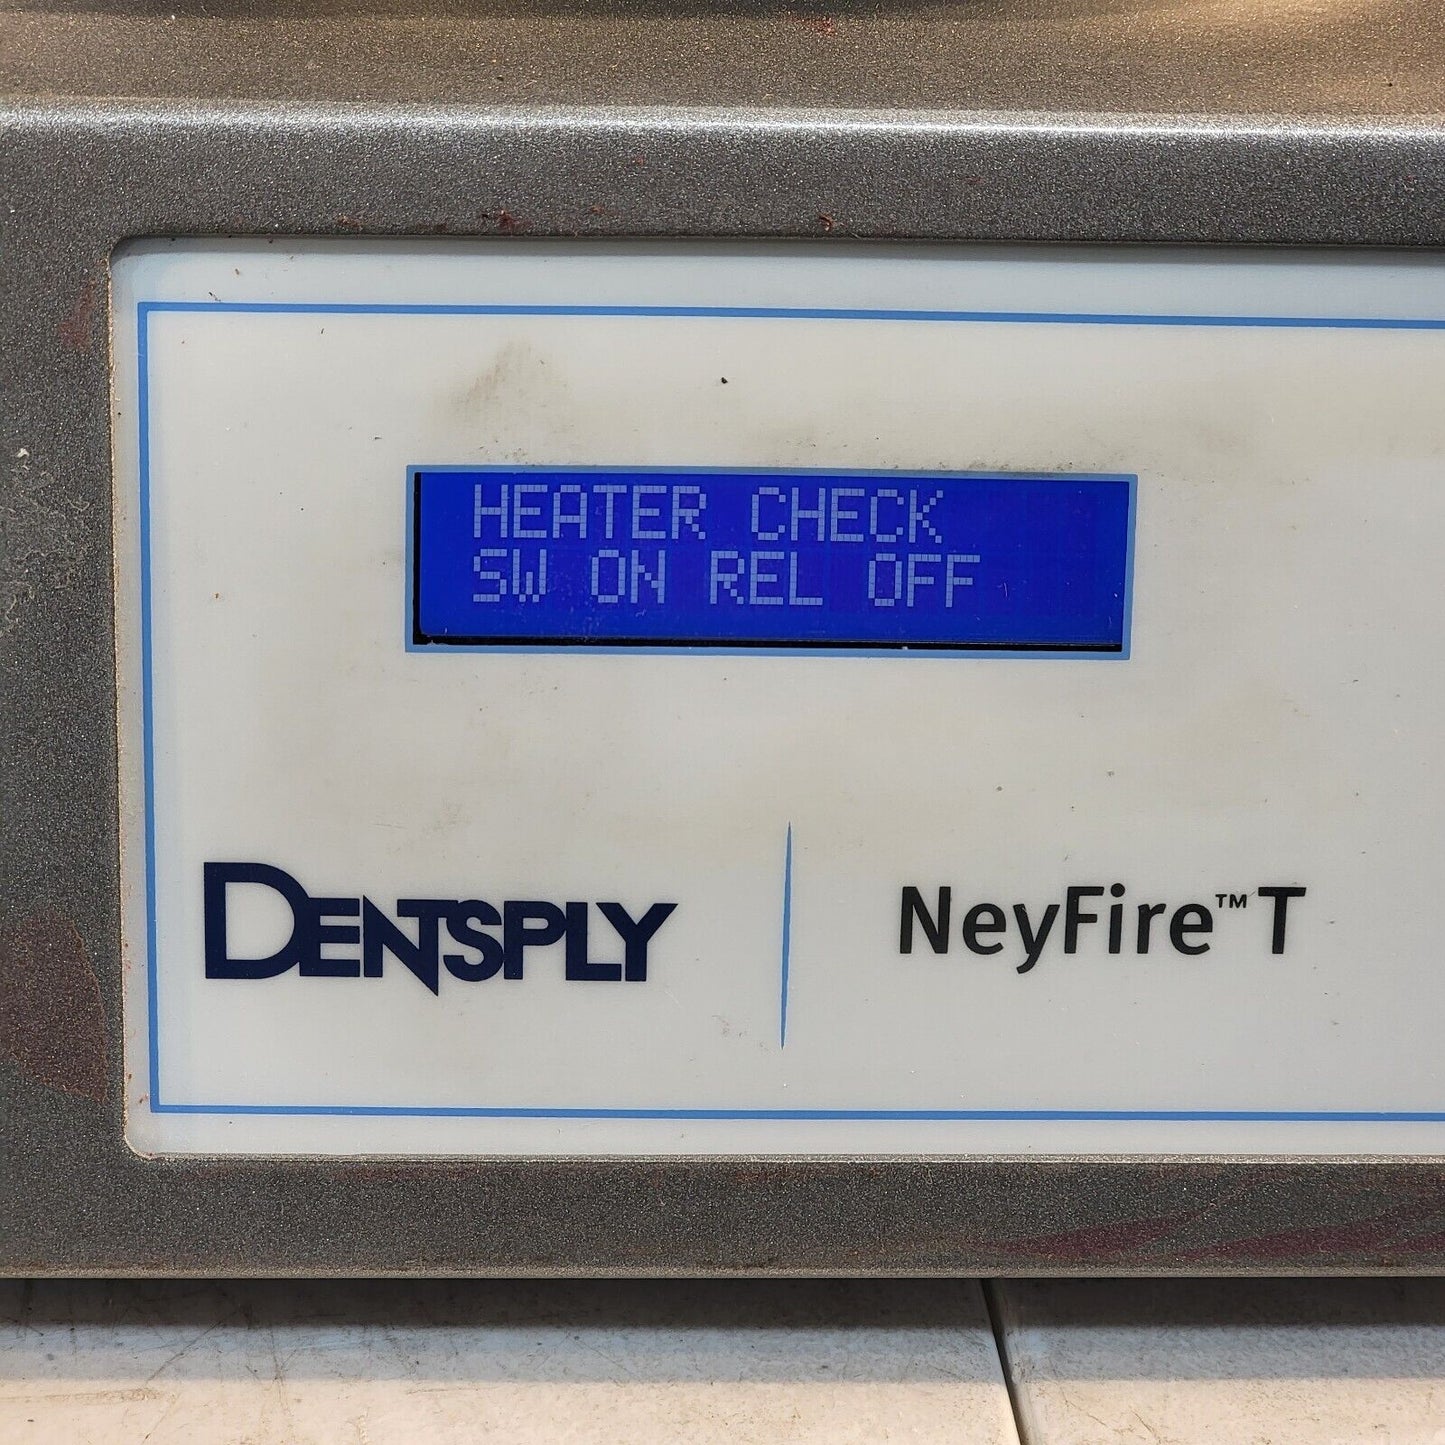 HEATER CHECK
SW ON REL OFF
DENTSPLY
NeyFire™ T